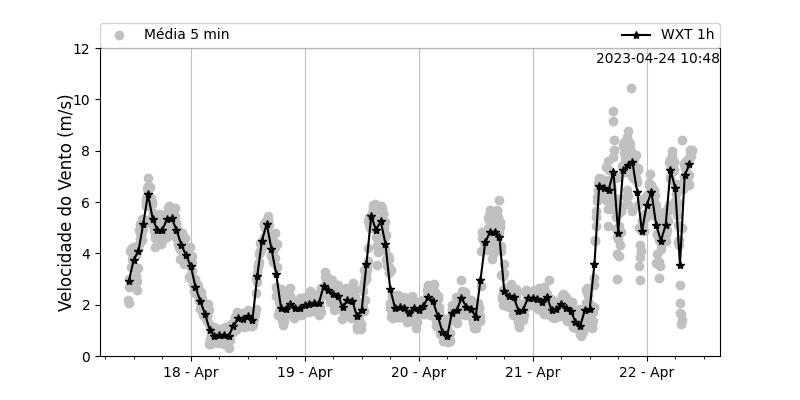 Média 5 min
WXT 1h
2023-04-24 10:48
Velocidade do Vento (m/s)
12
10
8
6
4
2
0
18 - Apr
19 - Apr
20 - Apr
21 - Apr
22 - Apr